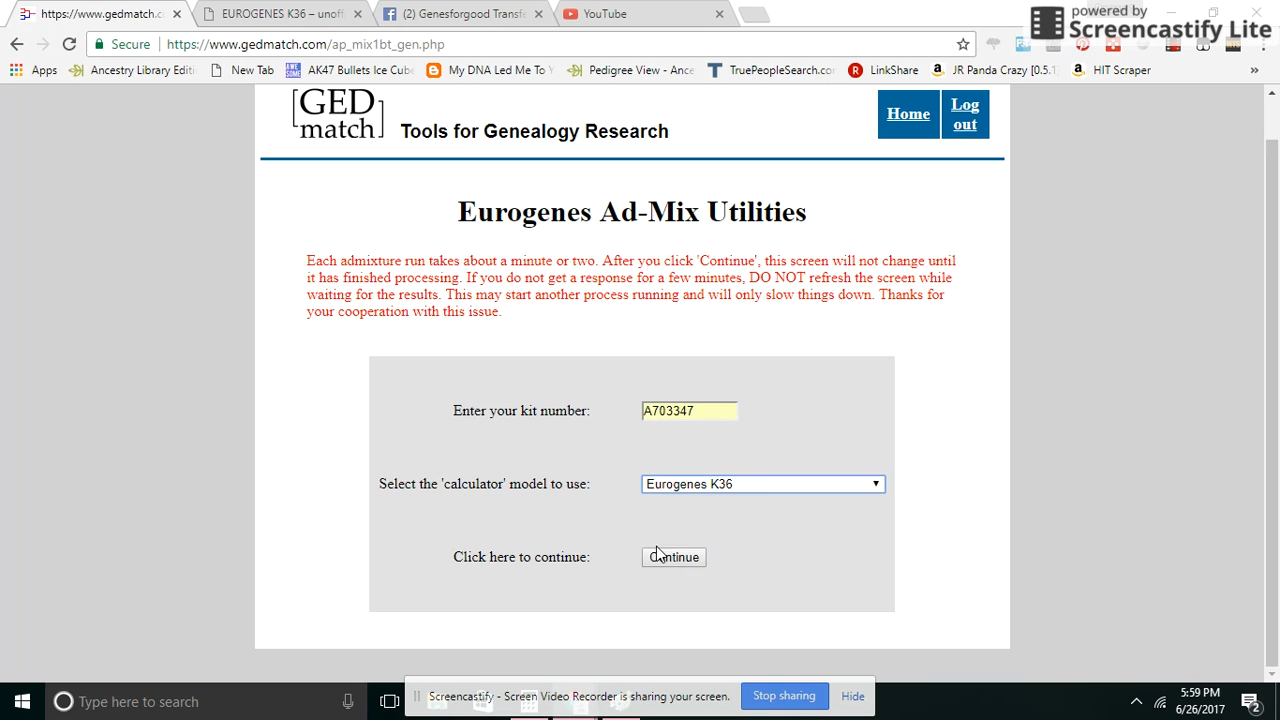 https://www.gedmatch.c
EUROGENES K36 – unoff
(2) Genesforgood Transfe
YouTube
powered by
Screencastify Lite
Secure
https://www.gedmatch.com/ap_mix1bt_gen.php
Apps
Ancestry Library Editi
New Tab
AK47 Bullets Ice Cube
My DNA Led Me T
Pedigree View - Ance
TruePeopleSearch.co
LinkShare
JR Panda Crazy [0.5.1
HIT Scraper
GED
match
Tools for Genealogy Research
Home
Log
out
Eurogenes Ad-Mix Utilities
Each admixture run takes about a minute or two. After you click 'Continue', this screen will not change until
it has finished processing. If you do not get a response for a few minutes, DO NOT refresh the screen while
waiting for the results. This may start another process running and will only slow things down. Thanks for
your cooperation with this issue.
Enter your kit number:
A703347
Select the 'calculator' model to use:
Eurogenes K36
Click here to continue:
Continue
Type here to search
Screencastify - Screen Video Recorder is sharing your screen.
Stop sharing
Hide
5:59 PM
6/26/2017
2